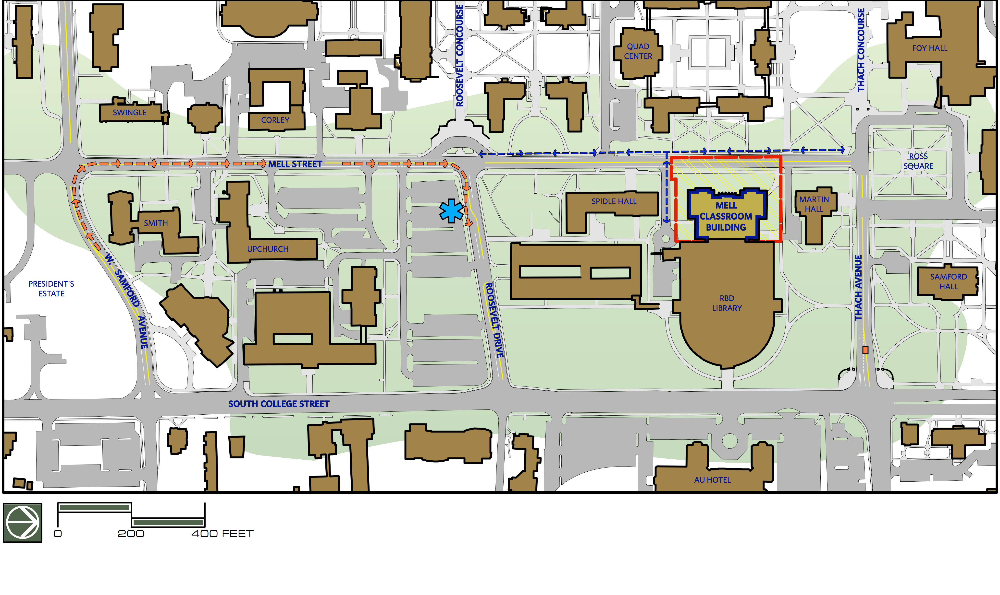 ROOSEVELT CONCOURSE
THACH CONCOURSE
QUAD
CENTER
FOY HALL
SWINGLE
CORLEY
MELL STREET
ROSS
SQUARE
SPIDLE HALL
MELL
CLASSROOM
BUILDING
MARTIN
HALL
SMITH
UPCHURCH
W. SAMFORD AVENUE
PRESIDENT'S
ESTATE
ROOSEVELT DRIVE
RBD
LIBRARY
THACH AVENUE
SAMFORD
HALL
SOUTH COLLEGE STREET
AU HOTEL
0 200 400 FEET